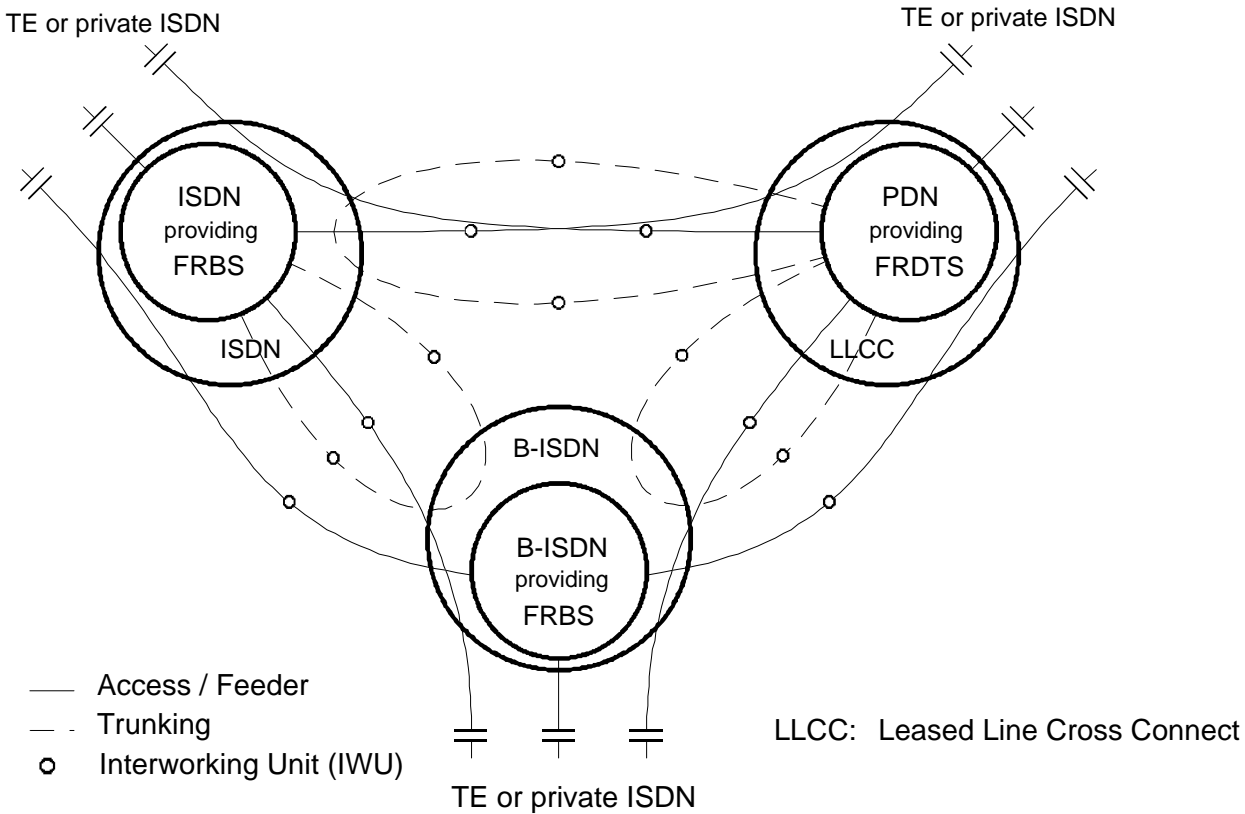 TE or private ISDN
TE or private ISDN
ISDN
providing
FRBS
ISDN
PDN
providing
FRDTS
LLCC
B-ISDN
B-ISDN
providing
FRBS
Access / Feeder
Trunking
Interworking Unit (IWU)
LLCC: Leased Line Cross Connect
TE or private ISDN